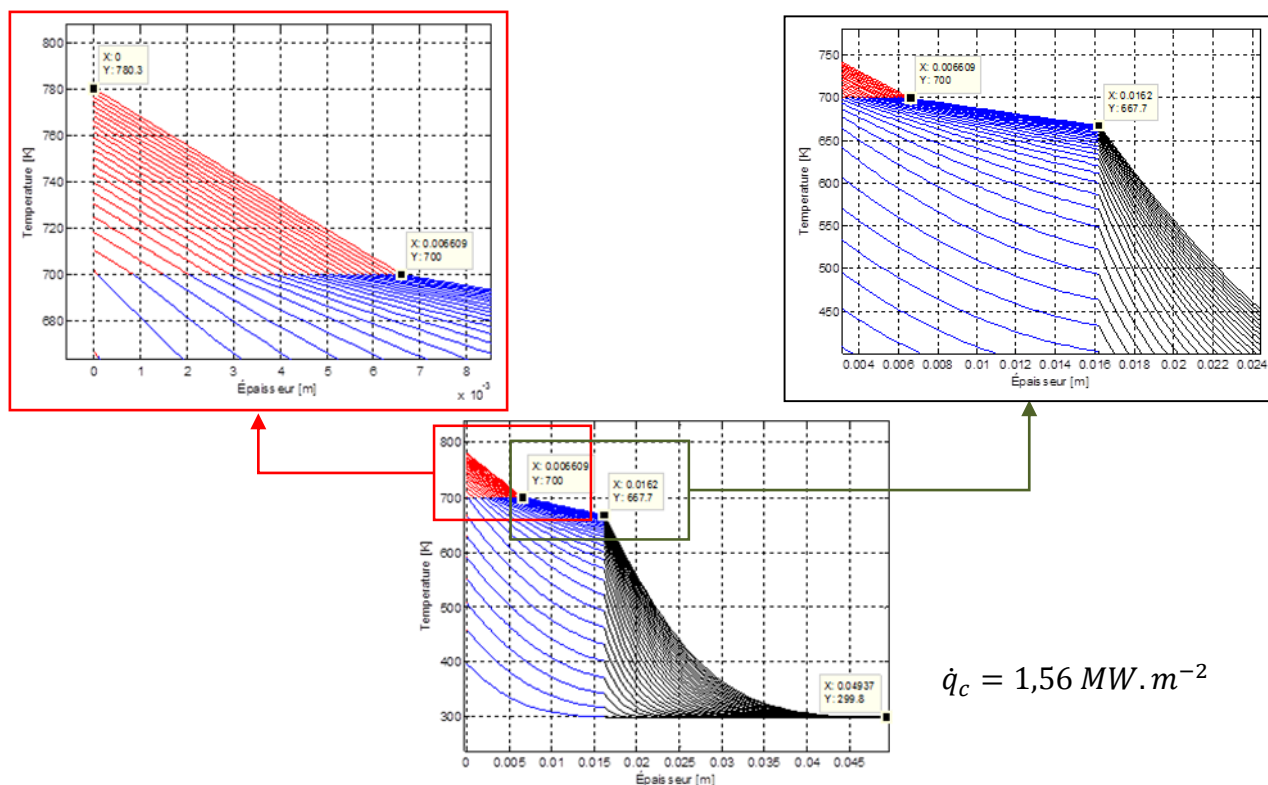 800
780
760
740
720
700
680
Temperature [K]
X: 0
Y: 780.3
X: 0.006609
Y: 700
0 1 2 3 4 5 6 7 8
Épaisseur [m]
x 10⁻³
750
700
650
600
550
500
450
Temperature [K]
X: 0.006609
Y: 700
X: 0.0162
Y: 667.7
0.004 0.006 0.008 0.01 0.012 0.014 0.016 0.018 0.02 0.022 0.024
Épaisseur [m]
800
700
600
500
400
300
Temperature [K]
X: 0.006609
Y: 700
X: 0.0162
Y: 667.7
X: 0.04937
Y: 299.8
0 0.005 0.01 0.015 0.02 0.025 0.03 0.035 0.04 0.045
Épaisseur [m]
q̇_c = 1,56 MW.m⁻²